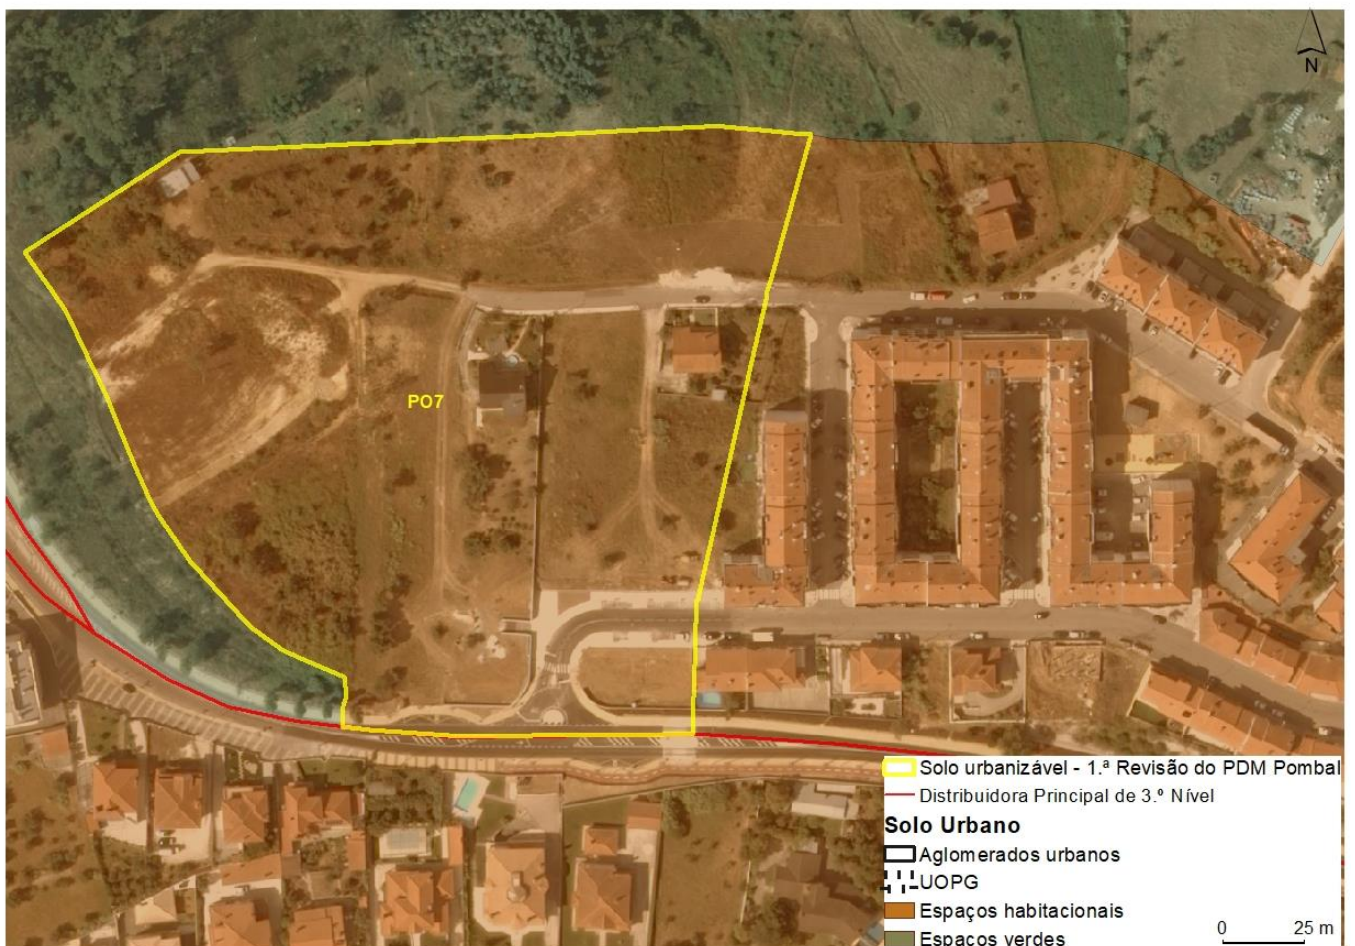 N
PO7
Solo urbanizável - 1.ª Revisão do PDM Pombal
Distribuidora Principal de 3.º Nível
Solo Urbano
Aglomerados urbanos
UOPG
Espaços habitacionais
Espaços verdes
0 25 m